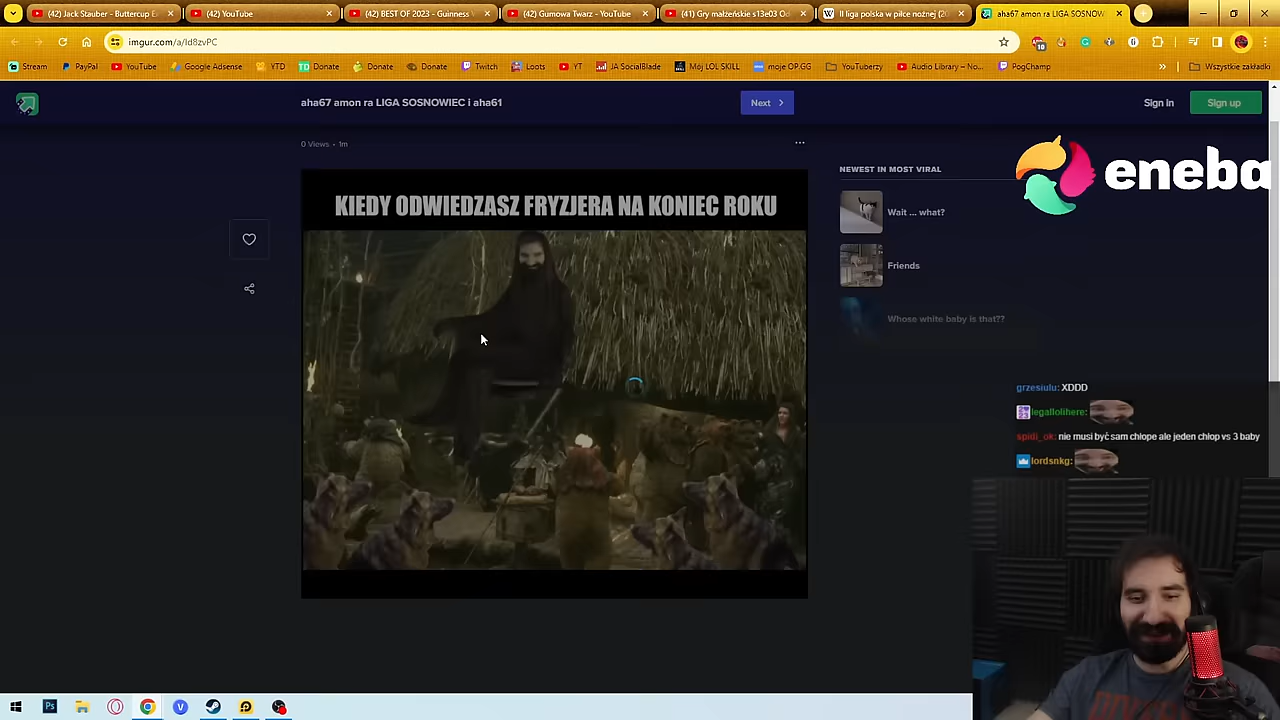 (42) Jack Stauber - Buttercup
(42) YouTube
(42) BEST OF 2023 - Guinness
(42) Gumowa Twarz - YouTube
(41) Gry małżeńskie s13e03
II liga polska w piłce nożnej (20
aha67 amon ra LIGA SOSNOW
imgur.com/a/Id8zvPC
10
Stream
PayPal
YouTube
Google Adsense
YTD
Donate
Donate
Donate
Twitch
Loots
YT
JA SocialBlade
Mój LOL SKILL
moje OP.GG
YouTuberzy
Audio Library – No...
PogChamp
Wszystkie zakładki
aha67 amon ra LIGA SOSNOWIEC i aha61
Next
Sign in
Sign up
0 Views • 1m
KIEDY ODWIEDZASZ FRYZJERA NA KONIEC ROKU
NEWEST IN MOST VIRAL
Wait ... what?
Friends
Whose white baby is that??
eneba
grzesiulu: XDDD
legallolihere:
spidi_ok: nie musi być sam chłope ale jeden chłop vs 3 baby
lordsnkg: